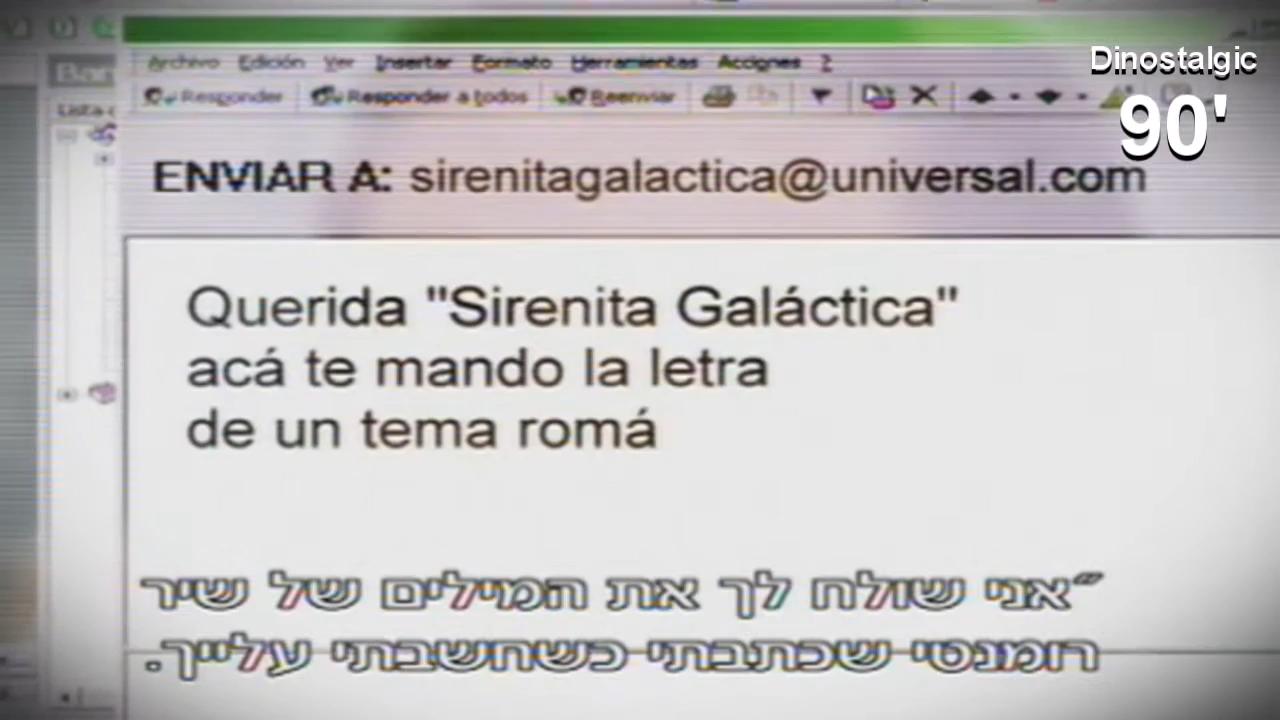 Dinostalgic
90'
Archivo Edición Ver Insertar Formato Herramientas Acciones ?
Responder Responder a todos Reenviar
ENVIAR A: sirenitagalactica@universal.com
Querida "Sirenita Galáctica"
acá te mando la letra
de un tema romá
"אני שולח לך את המילים של שיר
רומנטי שכתבתי כשחשבתי עלייך.